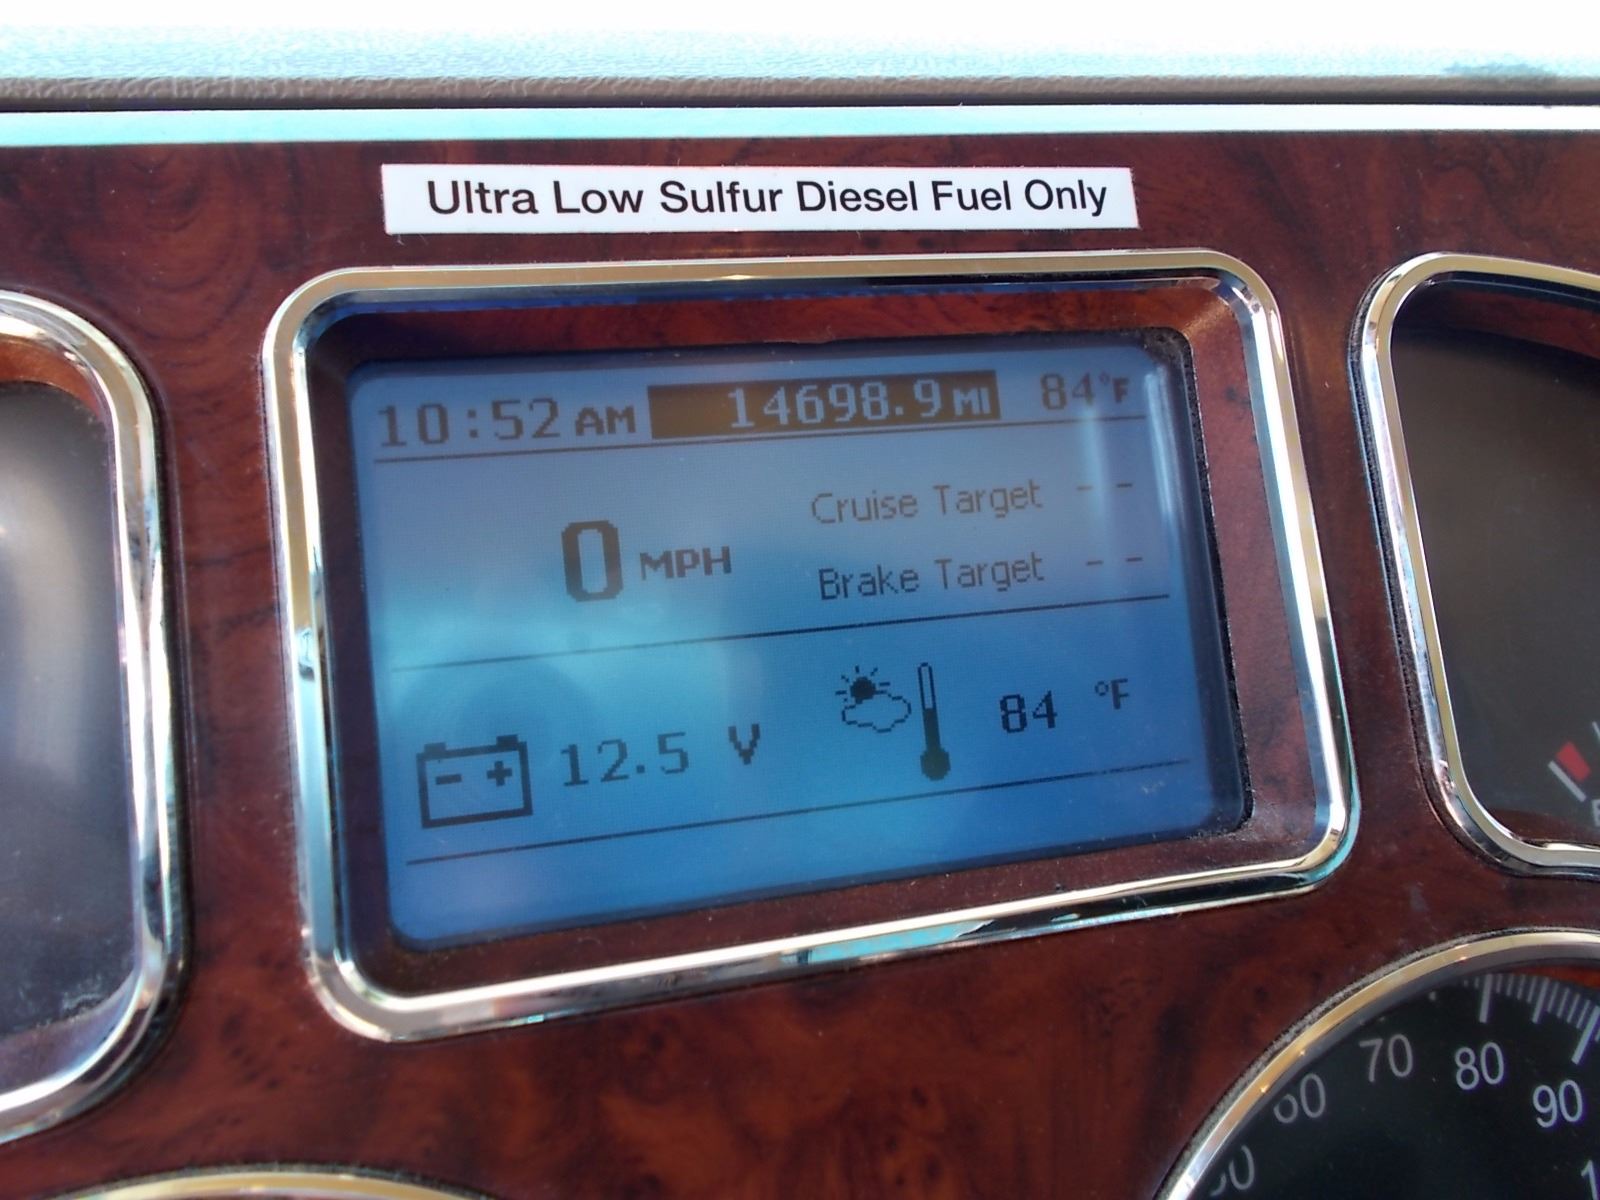 Ultra Low Sulfur Diesel Fuel Only
10:52 AM 14698.9 MI 84°F
Cruise Target - -
0 MPH
Brake Target - -
- + 12.5 V 84 °F
70 80
60 90